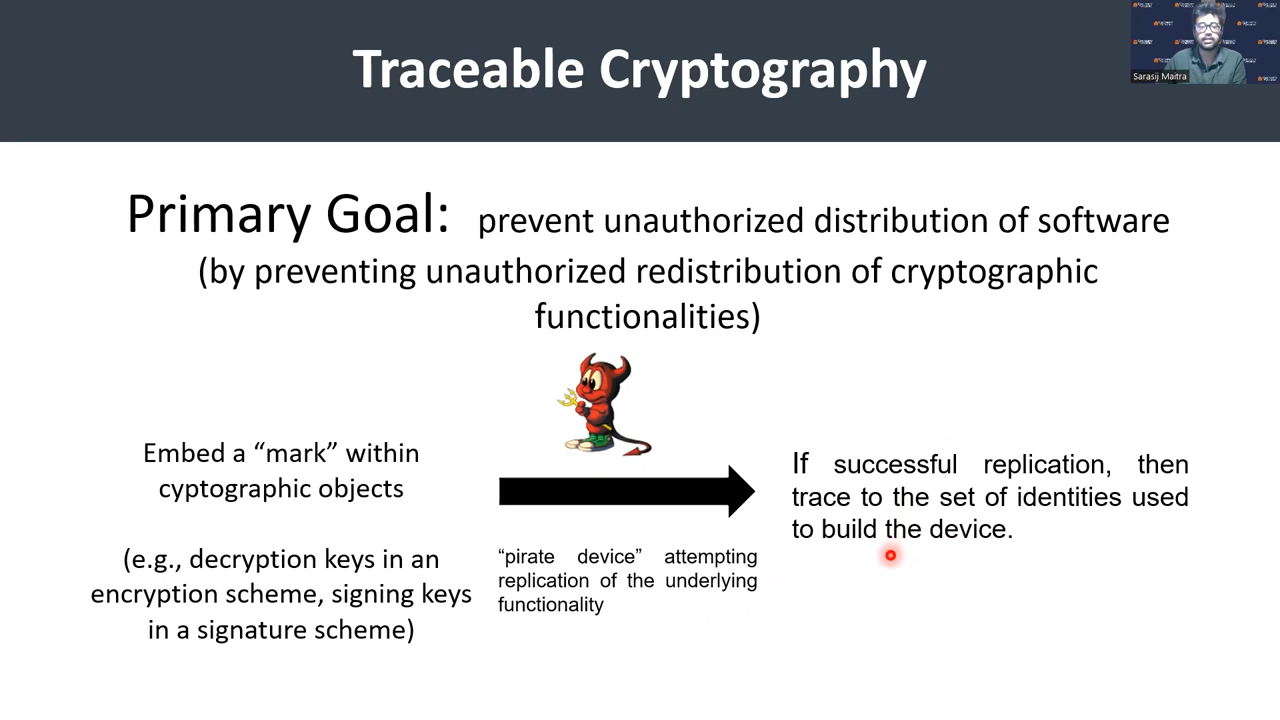 Traceable Cryptography
Sarasij Maitra
Primary Goal: prevent unauthorized distribution of software
(by preventing unauthorized redistribution of cryptographic
functionalities)
Embed a “mark” within
cyptographic objects
(e.g., decryption keys in an
encryption scheme, signing keys
in a signature scheme)
“pirate device” attempting
replication of the underlying
functionality
If successful replication, then
trace to the set of identities used
to build the device.